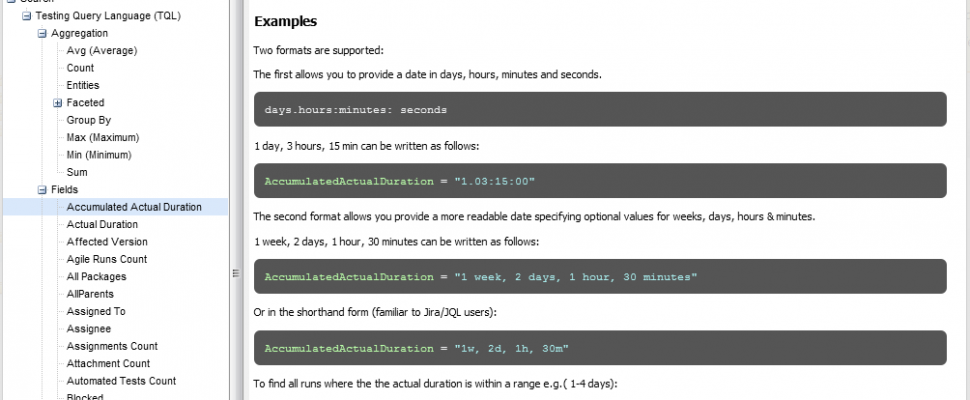 Testing Query Language (TQL)
Aggregation
Avg (Average)
Count
Entities
Faceted
Group By
Max (Maximum)
Min (Minimum)
Sum
Fields
Accumulated Actual Duration
Actual Duration
Affected Version
Agile Runs Count
All Packages
AllParents
Assigned To
Assignee
Assignments Count
Attachment Count
Automated Tests Count
Blocked
Examples
Two formats are supported:
The first allows you to provide a date in days, hours, minutes and seconds.
days.hours:minutes: seconds
1 day, 3 hours, 15 min can be written as follows:
AccumulatedActualDuration = "1.03:15:00"
The second format allows you provide a more readable date specifying optional values for weeks, days, hours & minutes.
1 week, 2 days, 1 hour, 30 minutes can be written as follows:
AccumulatedActualDuration = "1 week, 2 days, 1 hour, 30 minutes"
Or in the shorthand form (familiar to Jira/JQL users):
AccumulatedActualDuration = "1w, 2d, 1h, 30m"
To find all runs where the the actual duration is within a range e.g.( 1-4 days):